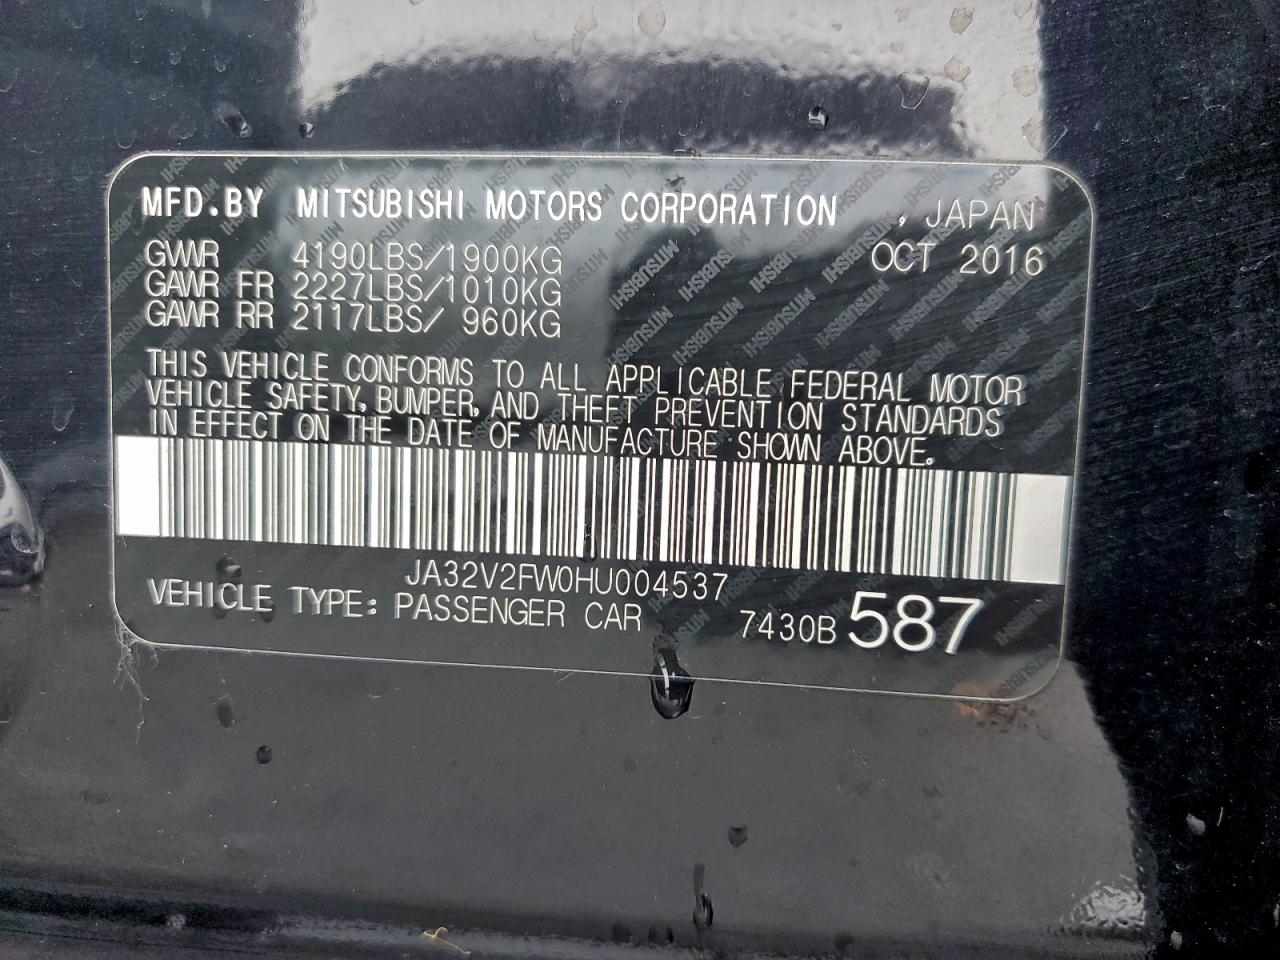 MFD.BY MITSUBISHI MOTORS CORPORATION , JAPAN
GVWR 4190LBS/1900KG OCT 2016
GAWR FR 2227LBS/1010KG
GAWR RR 2117LBS/ 960KG
THIS VEHICLE CONFORMS TO ALL APPLICABLE FEDERAL MOTOR
VEHICLE SAFETY, BUMPER, AND THEFT PREVENTION STANDARDS
IN EFFECT ON THE DATE OF MANUFACTURE SHOWN ABOVE.
JA32V2FW0HU004537
VEHICLE TYPE: PASSENGER CAR 7430B 587